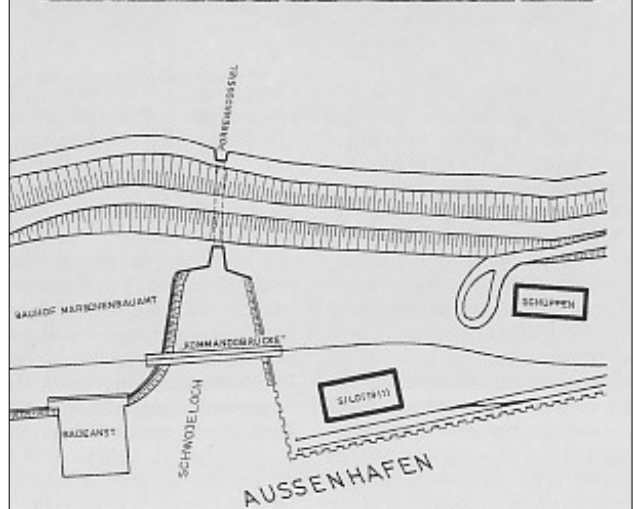 BAUHOF MARSCHENBAUAMT
SCHUPPEN
KOMMANDOBRÜCKE
BADEANST.
SCHWOJELOCH
AUSSENHAFEN